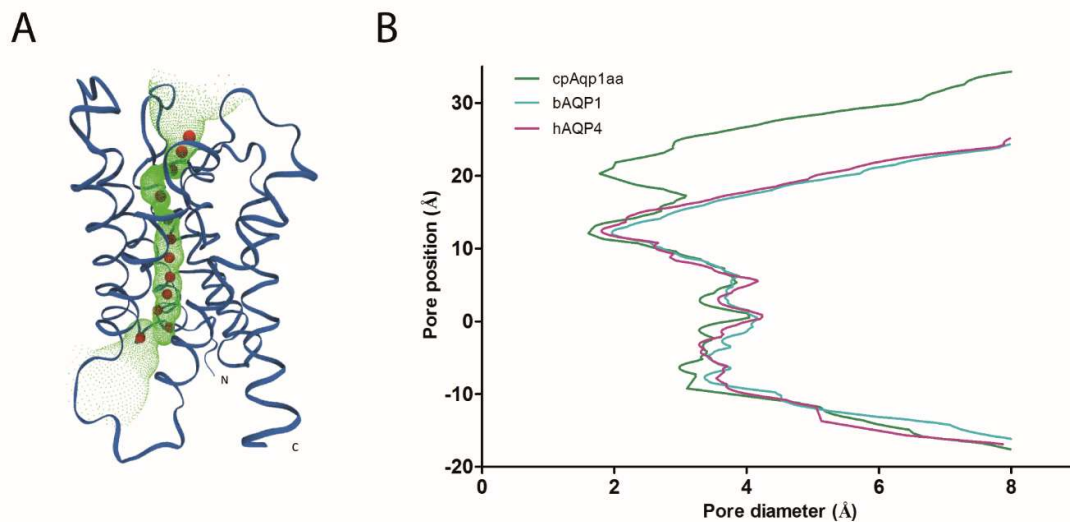 A
B
N
C
cpAqp1aa
bAQP1
hAQP4
Pore position (Å)
30
20
10
0
-10
-20
0 2 4 6 8
Pore diameter (Å)